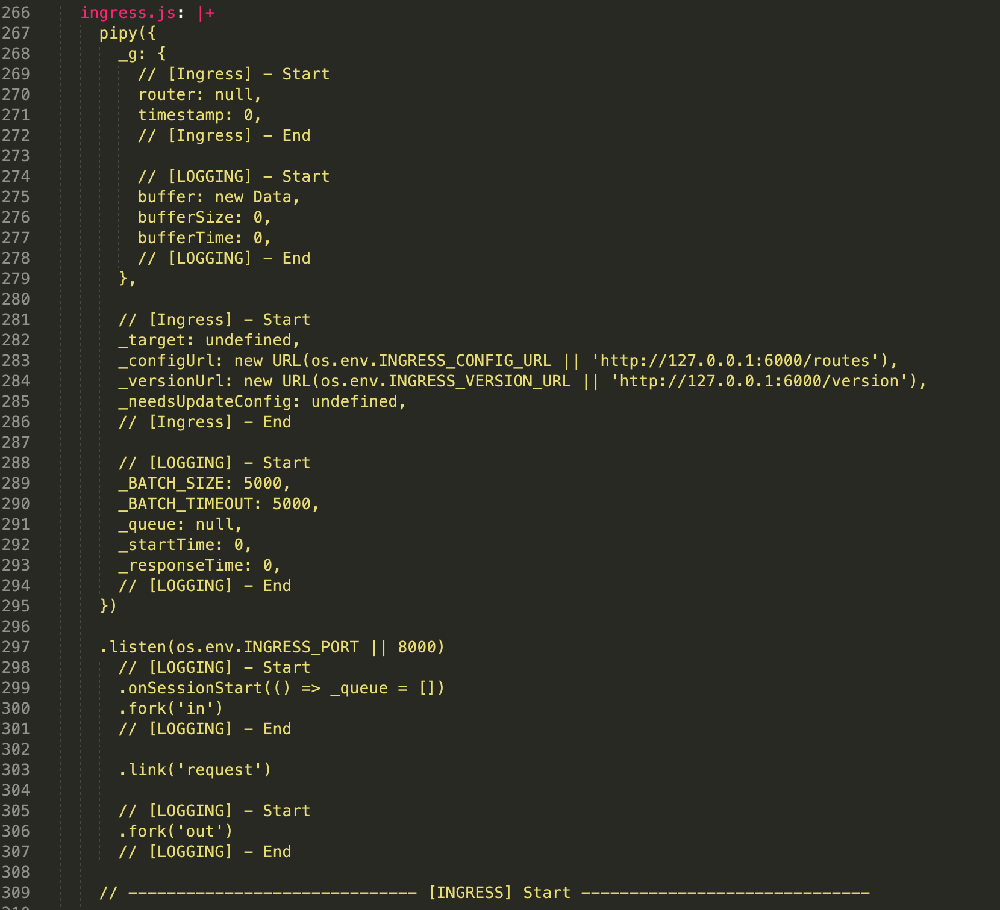 266 ingress.js: |+
267 pipy({
268 _g: {
269 // [Ingress] - Start
270 router: null,
271 timestamp: 0,
272 // [Ingress] - End
273
274 // [LOGGING] - Start
275 buffer: new Data,
276 bufferSize: 0,
277 bufferTime: 0,
278 // [LOGGING] - End
279 },
280
281 // [Ingress] - Start
282 _target: undefined,
283 _configUrl: new URL(os.env.INGRESS_CONFIG_URL || 'http://127.0.0.1:6000/routes'),
284 _versionUrl: new URL(os.env.INGRESS_VERSION_URL || 'http://127.0.0.1:6000/version'),
285 _needsUpdateConfig: undefined,
286 // [Ingress] - End
287
288 // [LOGGING] - Start
289 _BATCH_SIZE: 5000,
290 _BATCH_TIMEOUT: 5000,
291 _queue: null,
292 _startTime: 0,
293 _responseTime: 0,
294 // [LOGGING] - End
295 })
296
297 .listen(os.env.INGRESS_PORT || 8000)
298 // [LOGGING] - Start
299 .onSessionStart(() => _queue = [])
300 .fork('in')
301 // [LOGGING] - End
302
303 .link('request')
304
305 // [LOGGING] - Start
306 .fork('out')
307 // [LOGGING] - End
308
309 // ------------------------------ [INGRESS] Start ------------------------------
310